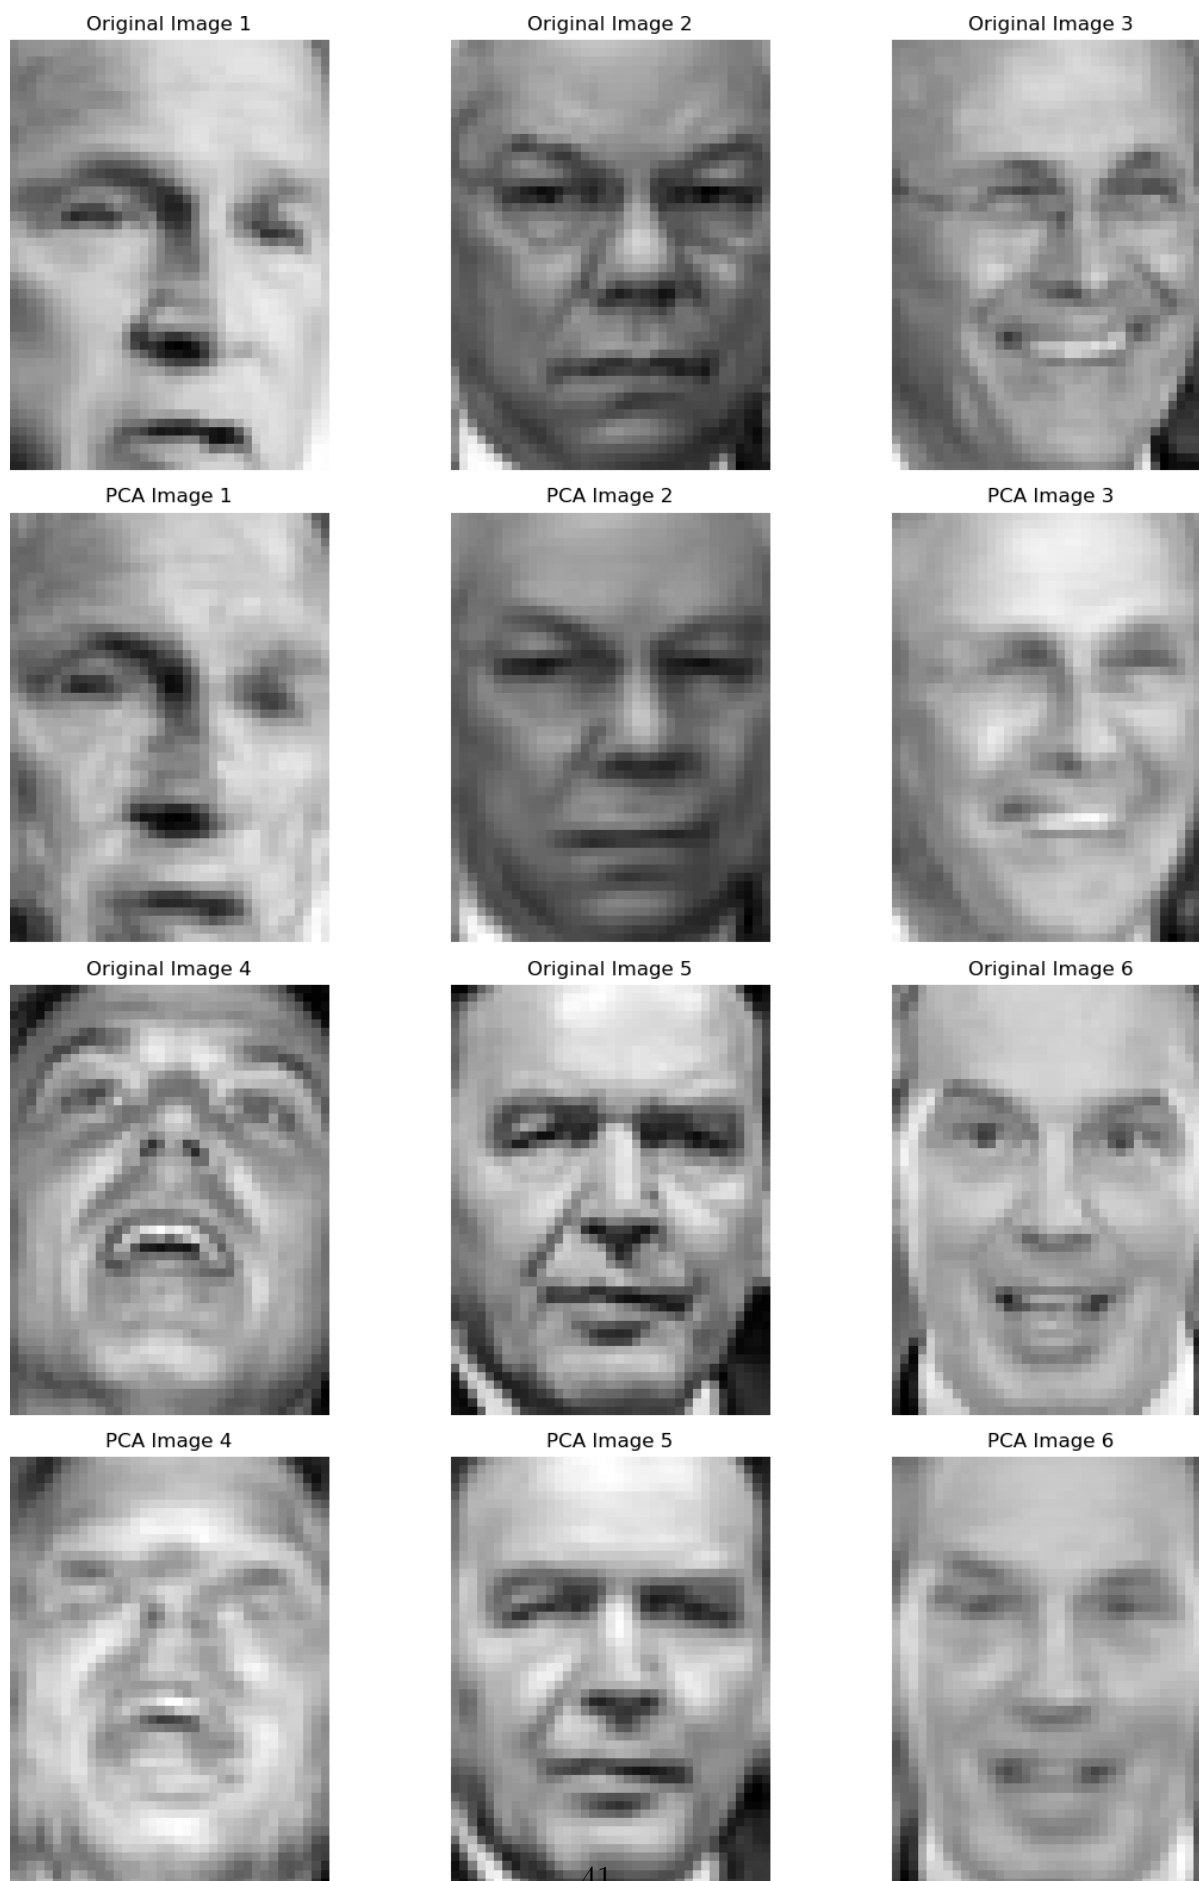 Original Image 1
Original Image 2
Original Image 3
PCA Image 1
PCA Image 2
PCA Image 3
Original Image 4
Original Image 5
Original Image 6
PCA Image 4
PCA Image 5
PCA Image 6
41